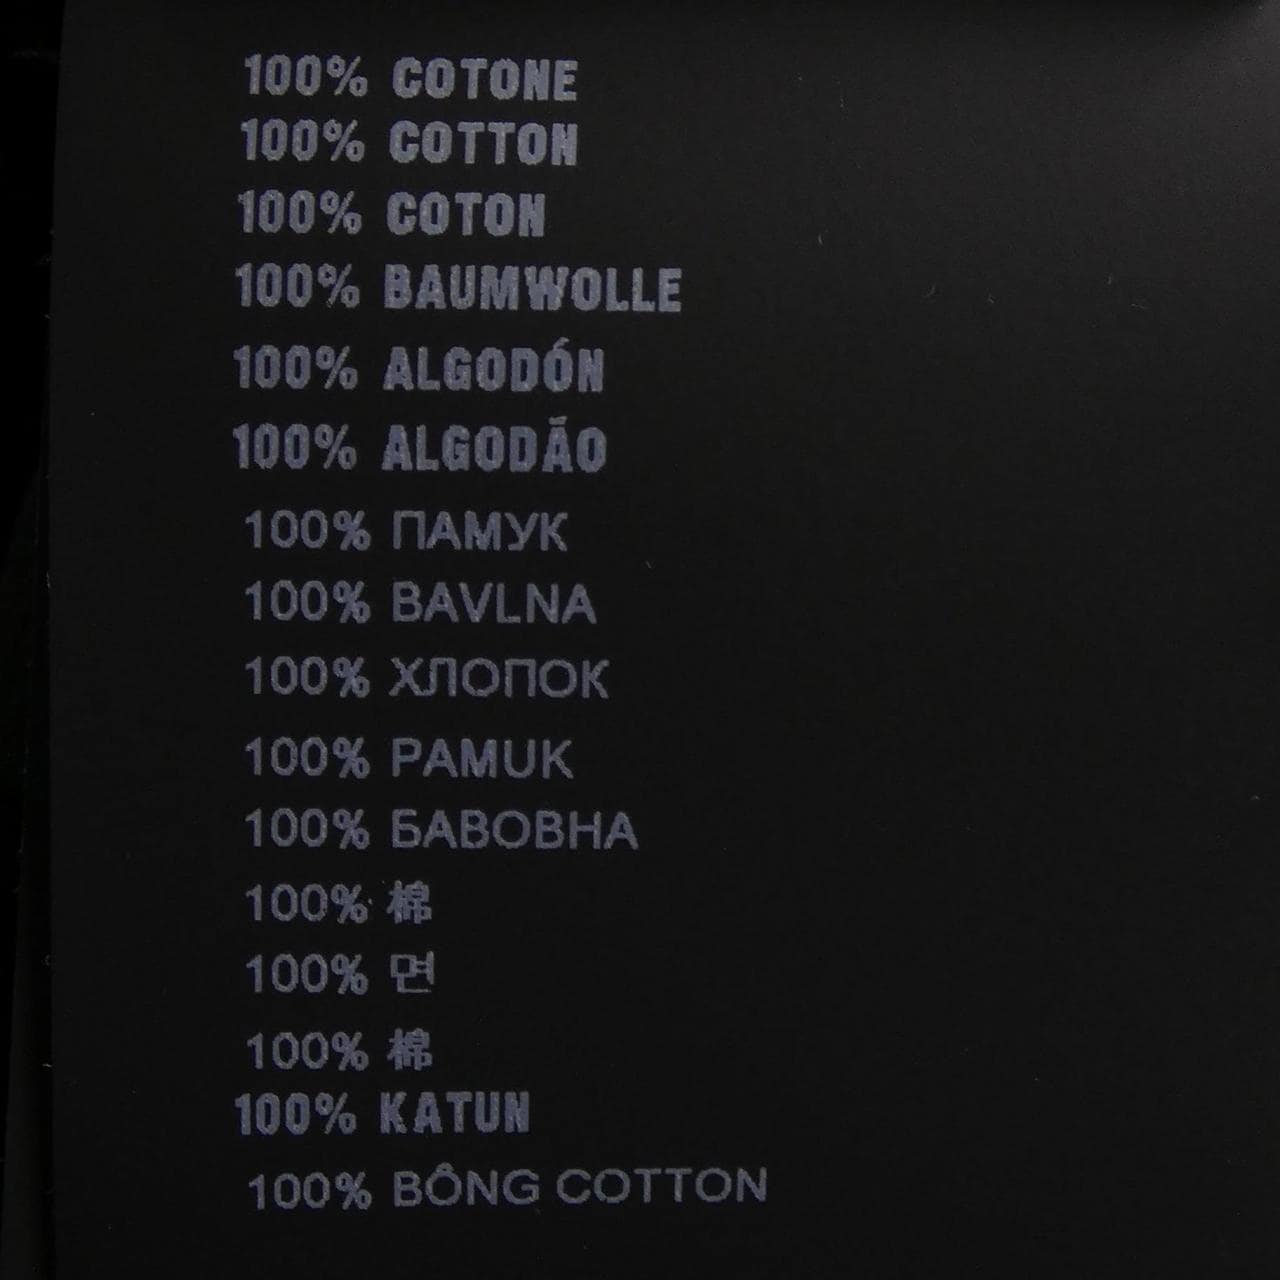 100% COTONE
100% COTTON
100% COTON
100% BAUMWOLLE
100% ALGODÓN
100% ALGODÃO
100% ПАМУК
100% BAVLNA
100% ХЛОПОК
100% PAMUK
100% БАВОВНА
100% 棉
100% 면
100% 棉
100% KATUN
100% BÔNG COTTON